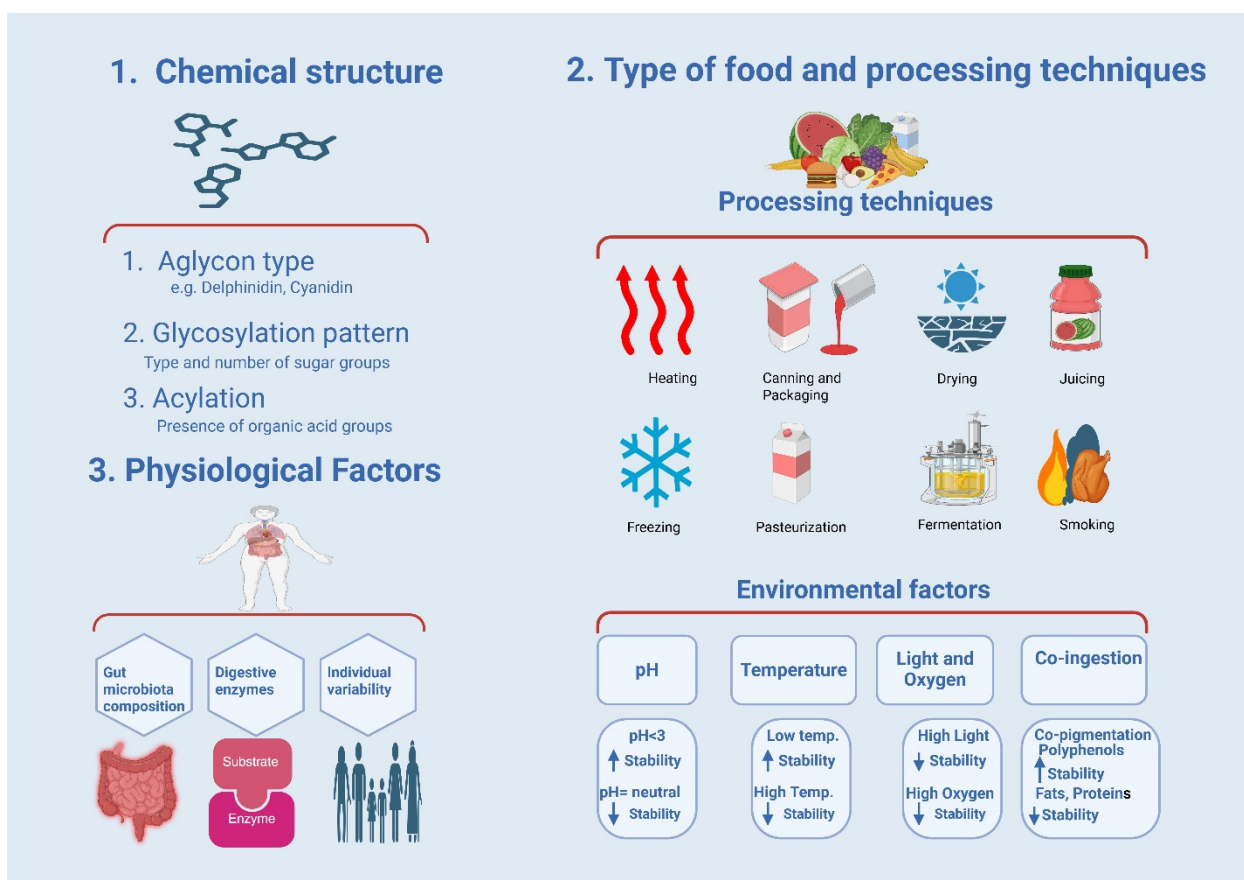 1. Chemical structure
1. Aglycon type
e.g. Delphinidin, Cyanidin
2. Glycosylation pattern
Type and number of sugar groups
3. Acylation
Presence of organic acid groups
2. Type of food and processing techniques
Processing techniques
Heating
Canning and
Packaging
Drying
Juicing
Freezing
Pasteurization
Fermentation
Smoking
Environmental factors
pH
Temperature
Light and
Oxygen
Co-ingestion
pH<3
↑ Stability
pH= neutral
↓ Stability
Low temp.
↑ Stability
High Temp.
↓ Stability
High Light
↓ Stability
High Oxygen
↓ Stability
Co-pigmentation
Polyphenols
↑ Stability
Fats, Proteins
↓ Stability
3. Physiological Factors
Gut
microbiota
composition
Digestive
enzymes
Individual
variability
Substrate
Enzyme